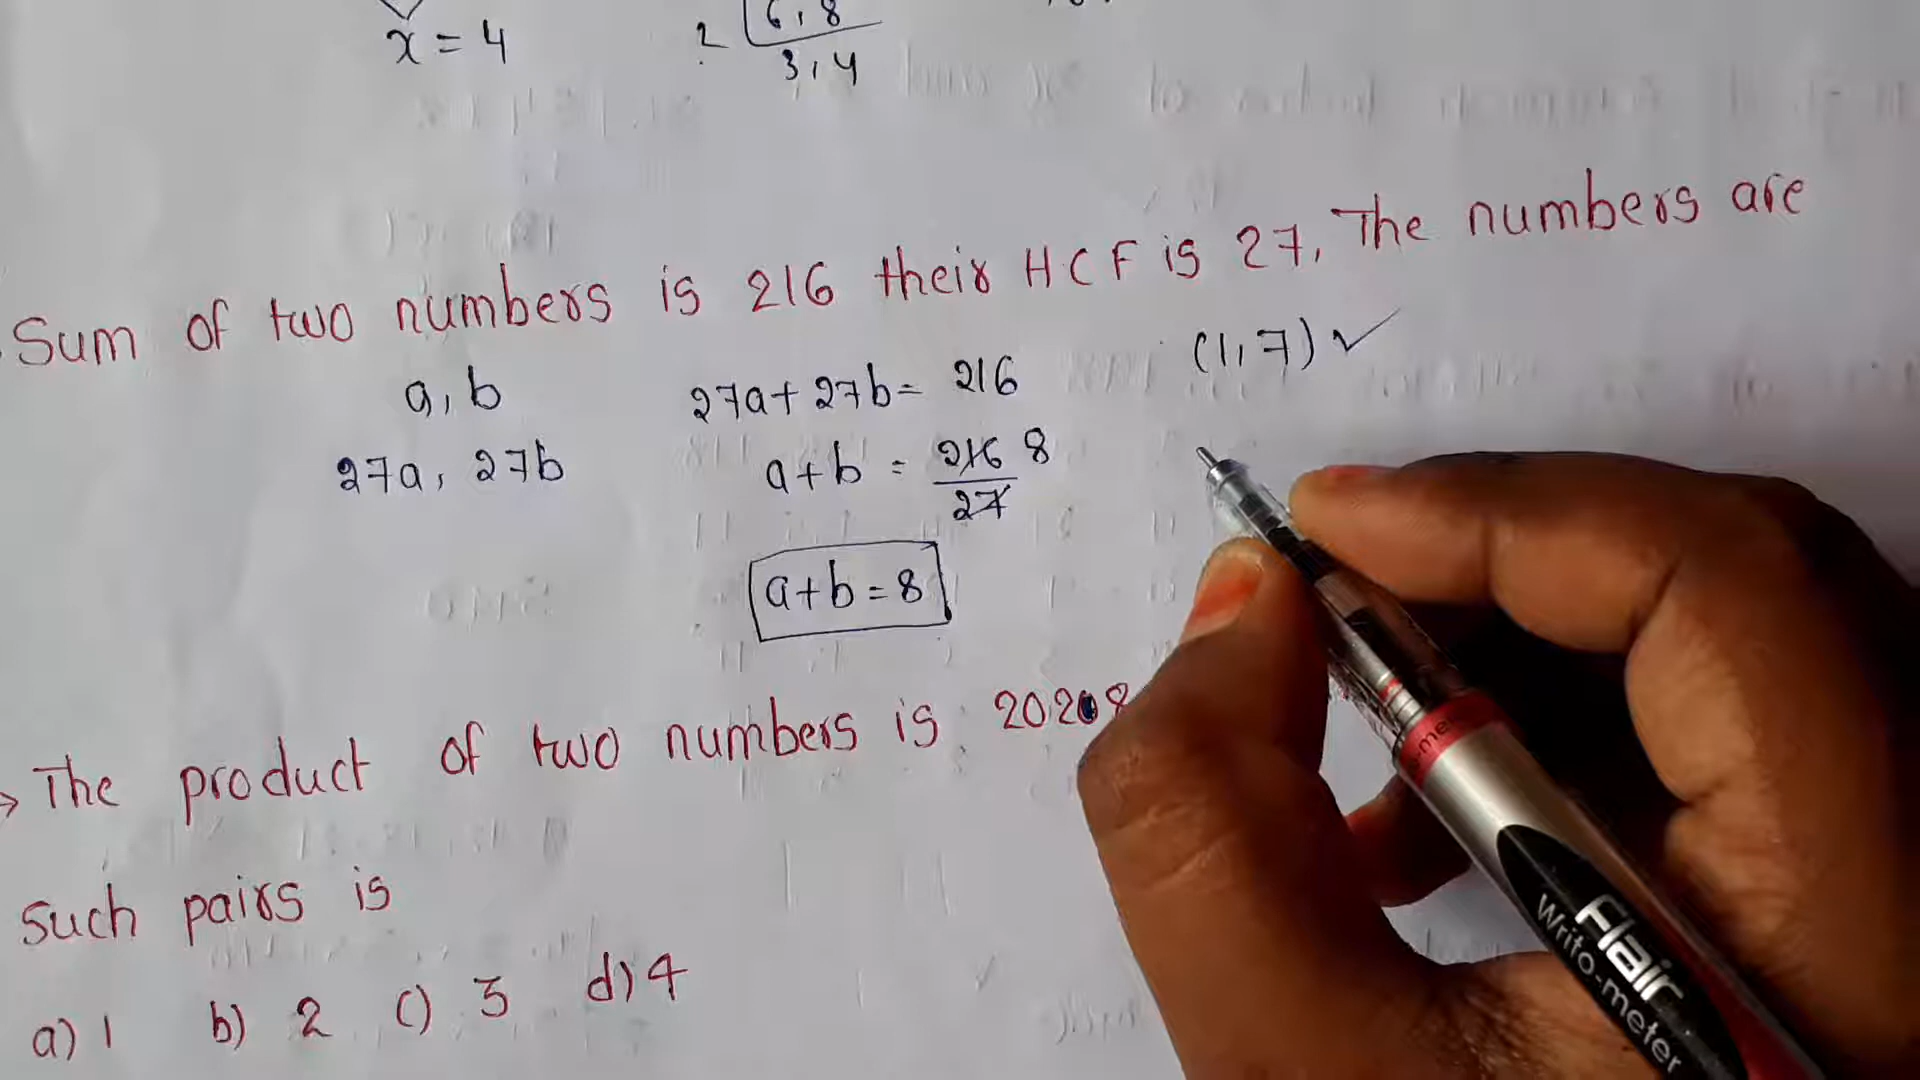 x = 4
2 6, 8
3, 4
Sum of two numbers is 216 their HCF is 27, The numbers are
a, b 27a + 27b = 216 (1, 7) ✓
27a, 27b a + b = 216/27 8
a + b = 8
→ The product of two numbers is 2028
such pairs is
a) 1 b) 2 c) 3 d) 4
Flair
Writo-meter